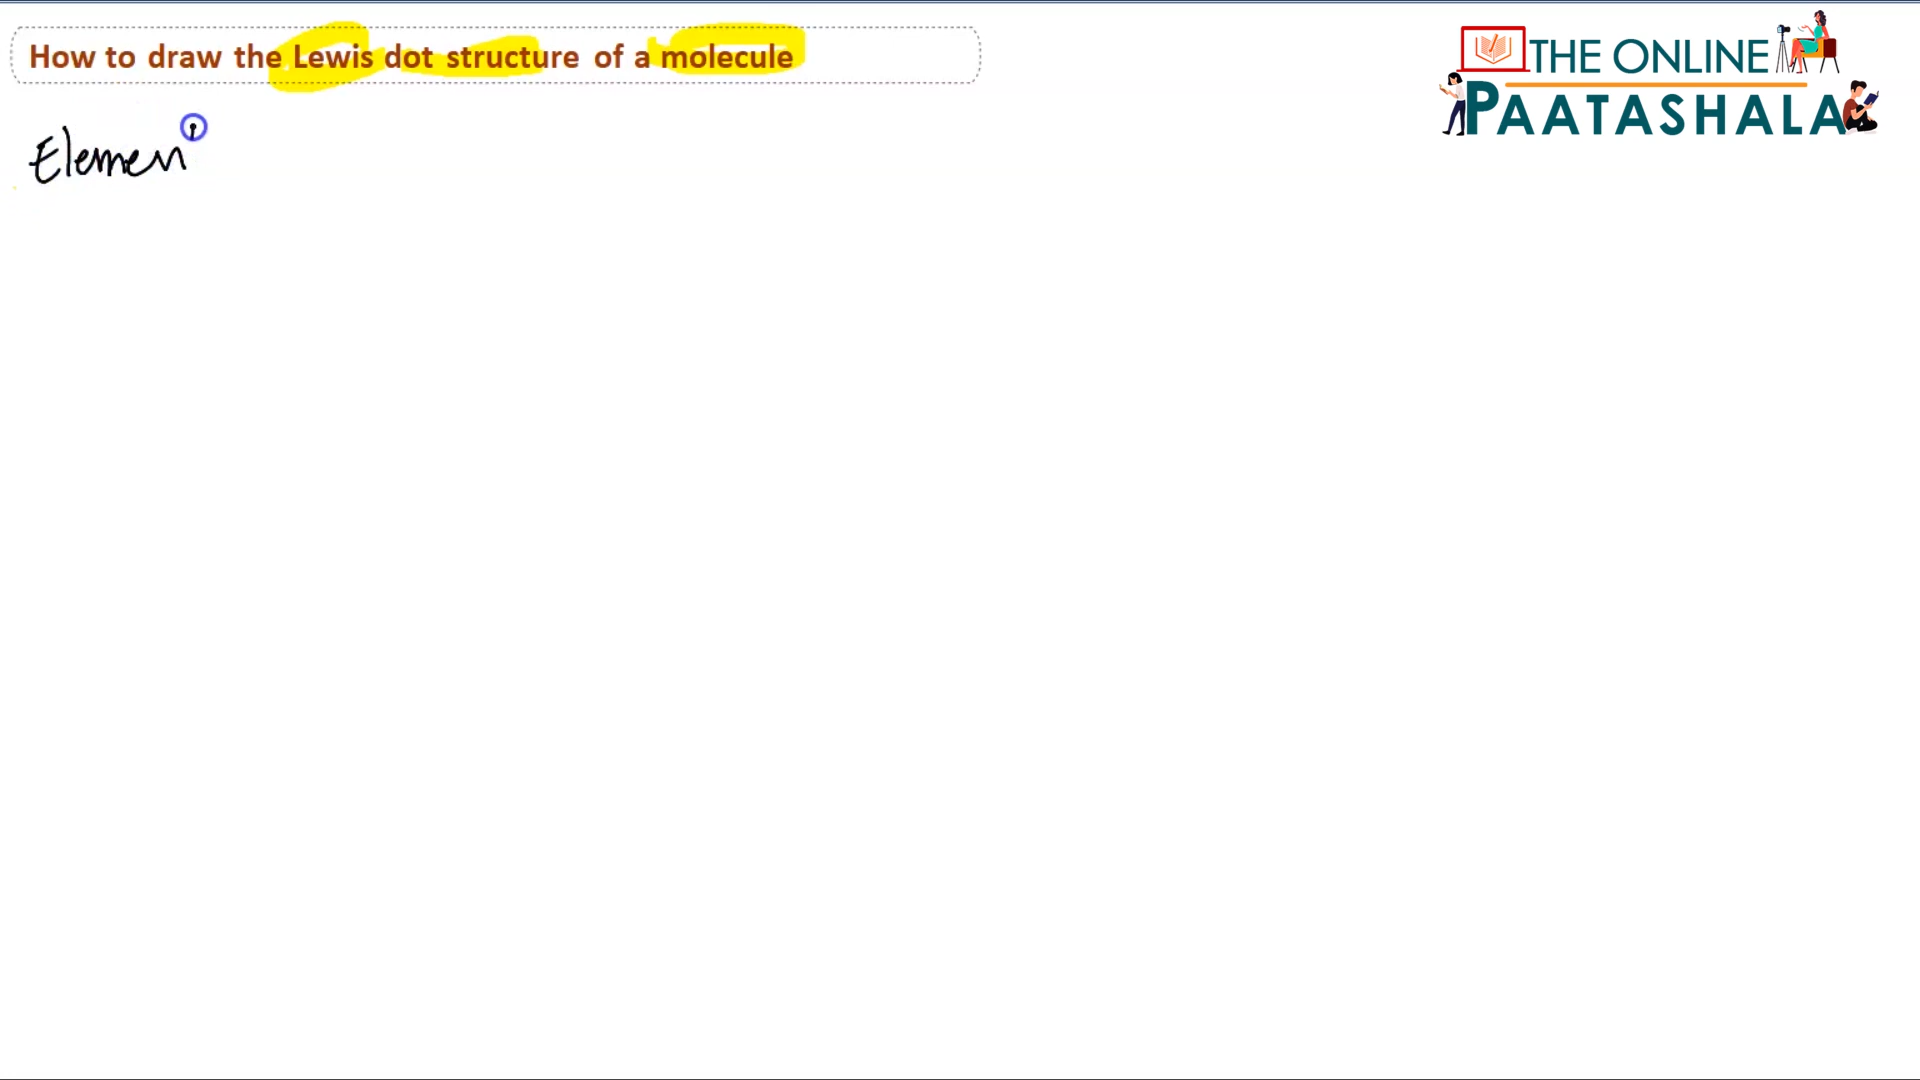 How to draw the Lewis dot structure of a molecule
THE ONLINE
PAATASHALA
Elemen